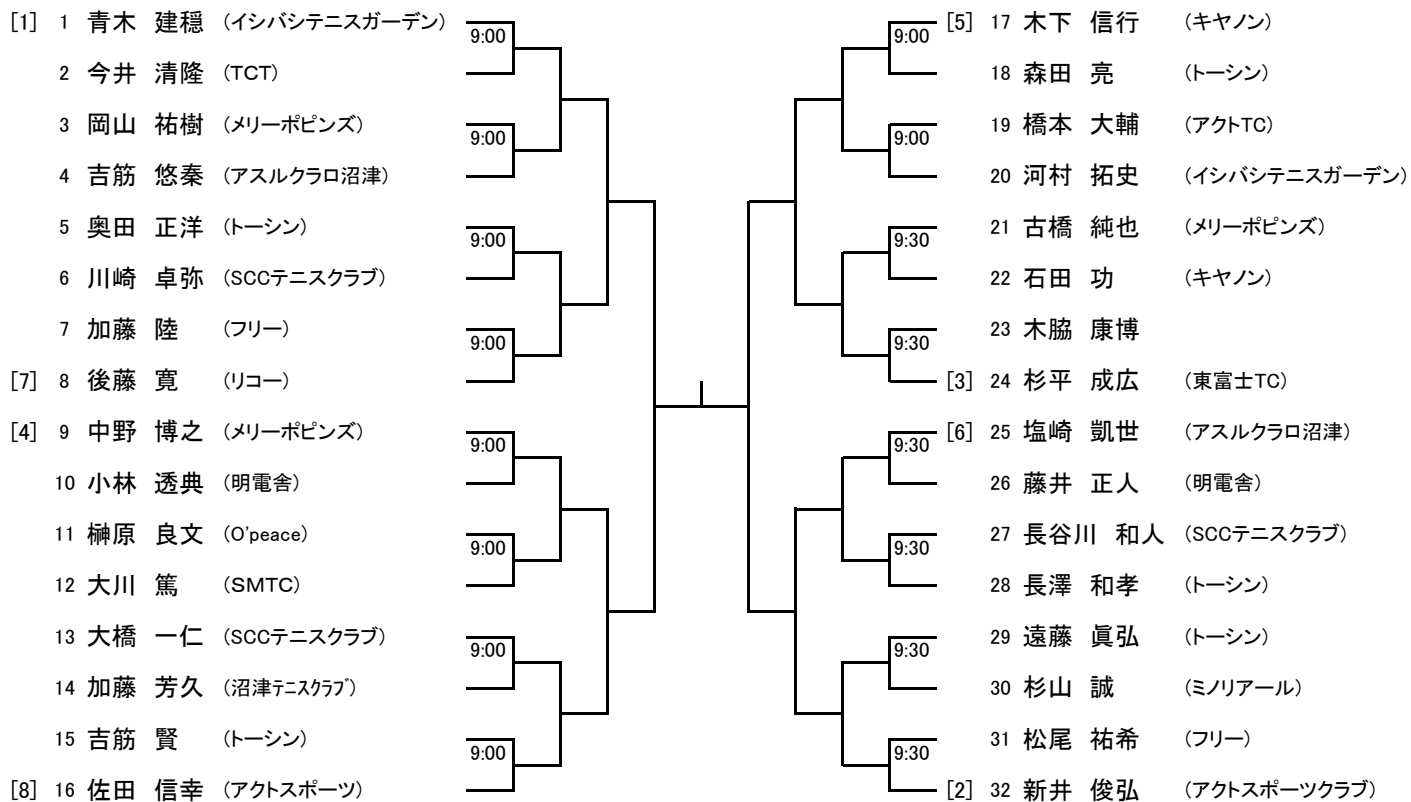 [1] 1 青木 建穏 (イシバシテニスガーデン) 9:00
2 今井 清隆 (TCT)
3 岡山 祐樹 (メリーポピンズ) 9:00
4 吉筋 悠秦 (アスルクラロ沼津)
5 奥田 正洋 (トーシン) 9:00
6 川崎 卓弥 (SCCテニスクラブ)
7 加藤 陸 (フリー) 9:00
[7] 8 後藤 寛 (リコー)
[4] 9 中野 博之 (メリーポピンズ) 9:00
10 小林 透典 (明電舎)
11 榊原 良文 (O'peace) 9:00
12 大川 篤 (SMTC)
13 大橋 一仁 (SCCテニスクラブ) 9:00
14 加藤 芳久 (沼津ﾃﾆｽｸﾗﾌﾞ)
15 吉筋 賢 (トーシン) 9:00
[8] 16 佐田 信幸 (アクトスポーツ)
9:00 [5] 17 木下 信行 (キヤノン)
18 森田 亮 (トーシン)
9:00 19 橋本 大輔 (アクトTC)
20 河村 拓史 (イシバシテニスガーデン)
9:30 21 古橋 純也 (メリーポピンズ)
22 石田 功 (キヤノン)
9:30 23 木脇 康博
[3] 24 杉平 成広 (東富士TC)
9:30 [6] 25 塩崎 凱世 (アスルクラロ沼津)
26 藤井 正人 (明電舎)
9:30 27 長谷川 和人 (SCCテニスクラブ)
28 長澤 和孝 (トーシン)
9:30 29 遠藤 眞弘 (トーシン)
30 杉山 誠 (ミノリアール)
9:30 31 松尾 祐希 (フリー)
[2] 32 新井 俊弘 (アクトスポーツクラブ)